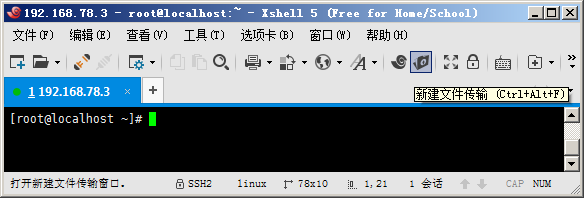 192.168.78.3 - root@localhost:~ - Xshell 5 (Free for Home/School)
文件(F) 编辑(E) 查看(V) 工具(T) 选项卡(B) 窗口(W) 帮助(H)
1 192.168.78.3 × +
新建文件传输 (Ctrl+Alt+F)
[root@localhost ~]#
打开新建文件传输窗口. SSH2 linux 78x10 1,21 1 会话 CAP NUM